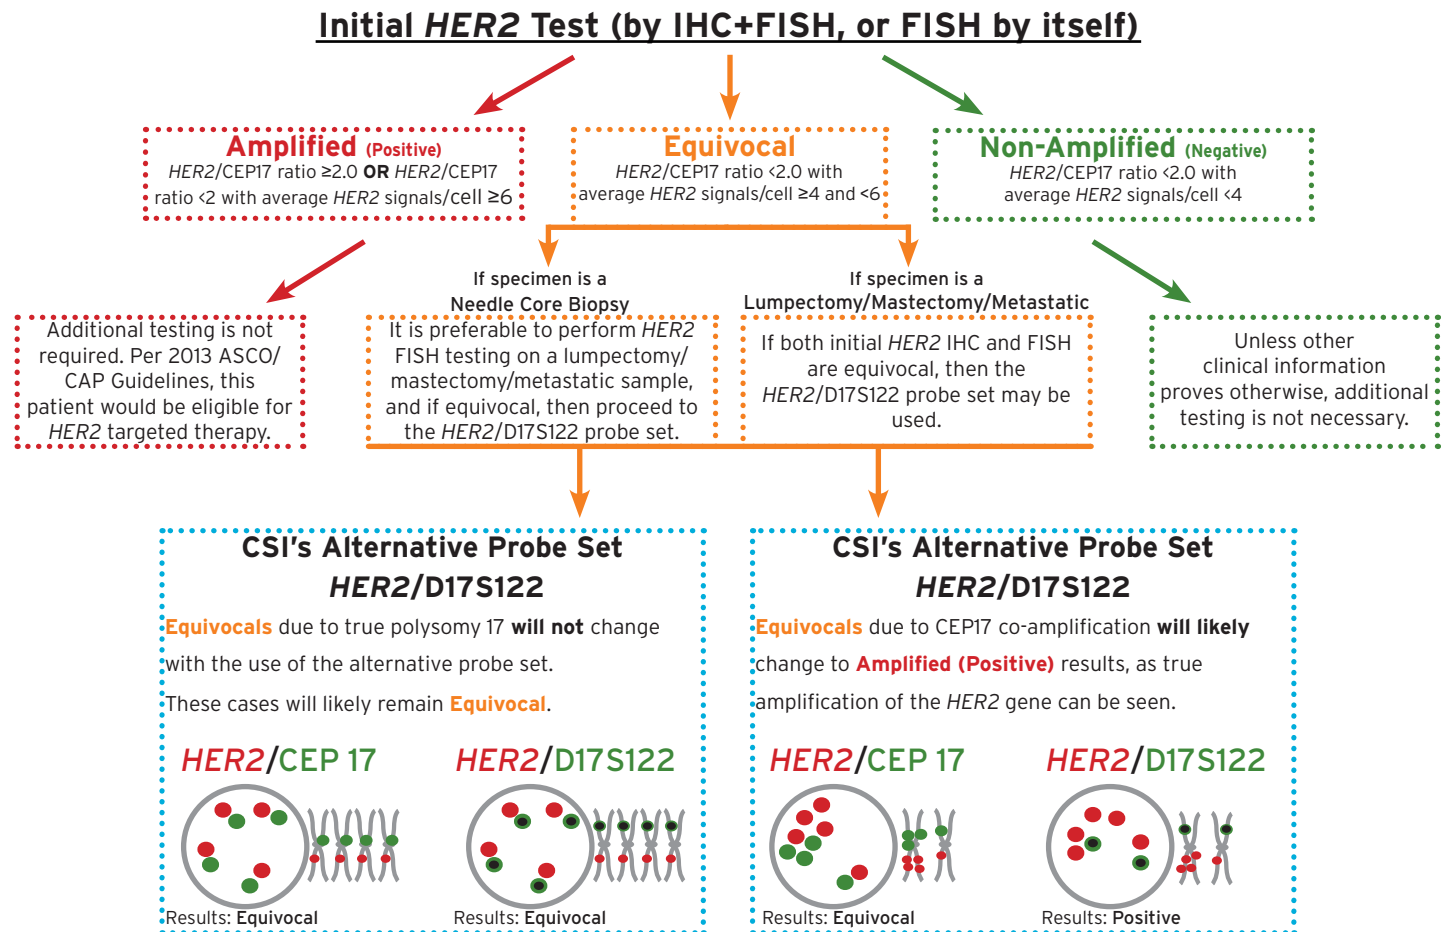 Initial HER2 Test (by IHC+FISH, or FISH by itself)
Amplified (Positive)
HER2/CEP17 ratio ≥2.0 OR HER2/CEP17
ratio <2 with average HER2 signals/cell ≥6
Equivocal
HER2/CEP17 ratio <2.0 with
average HER2 signals/cell ≥4 and <6
Non-Amplified (Negative)
HER2/CEP17 ratio <2.0 with
average HER2 signals/cell <4
If specimen is a
Needle Core Biopsy
If specimen is a
Lumpectomy/Mastectomy/Metastatic
Additional testing is not
required. Per 2013 ASCO/
CAP Guidelines, this
patient would be eligible for
HER2 targeted therapy.
It is preferable to perform HER2
FISH testing on a lumpectomy/
mastectomy/metastatic sample,
and if equivocal, then proceed to
the HER2/D17S122 probe set.
If both initial HER2 IHC and FISH
are equivocal, then the
HER2/D17S122 probe set may be
used.
Unless other
clinical information
proves otherwise, additional
testing is not necessary.
CSI's Alternative Probe Set
HER2/D17S122
Equivocals due to true polysomy 17 will not change
with the use of the alternative probe set.
These cases will likely remain Equivocal.
HER2/CEP 17
HER2/D17S122
Results: Equivocal
Results: Equivocal
CSI's Alternative Probe Set
HER2/D17S122
Equivocals due to CEP17 co-amplification will likely
change to Amplified (Positive) results, as true
amplification of the HER2 gene can be seen.
HER2/CEP 17
HER2/D17S122
Results: Equivocal
Results: Positive